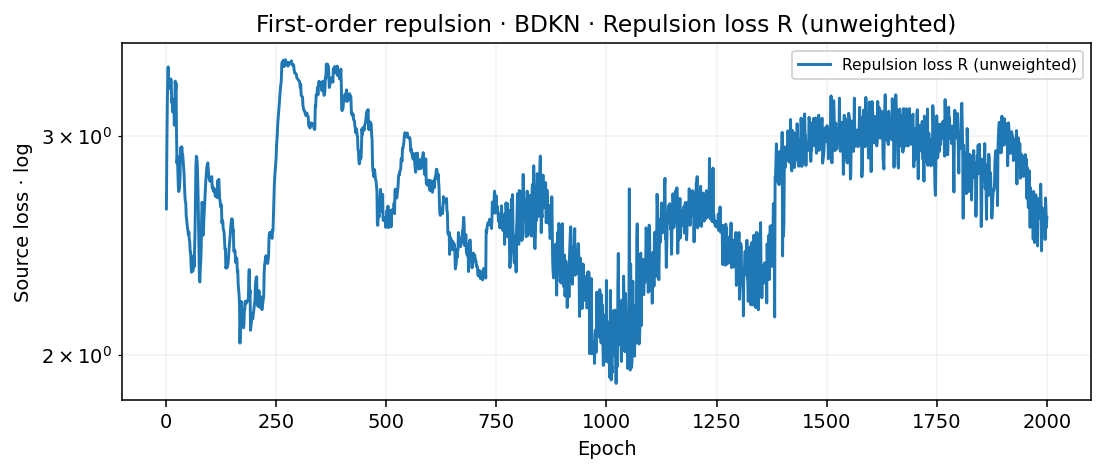 First-order repulsion · BDKN · Repulsion loss R (unweighted)
Repulsion loss R (unweighted)
Source loss · log
3 × 10⁰
2 × 10⁰
0 250 500 750 1000 1250 1500 1750 2000
Epoch